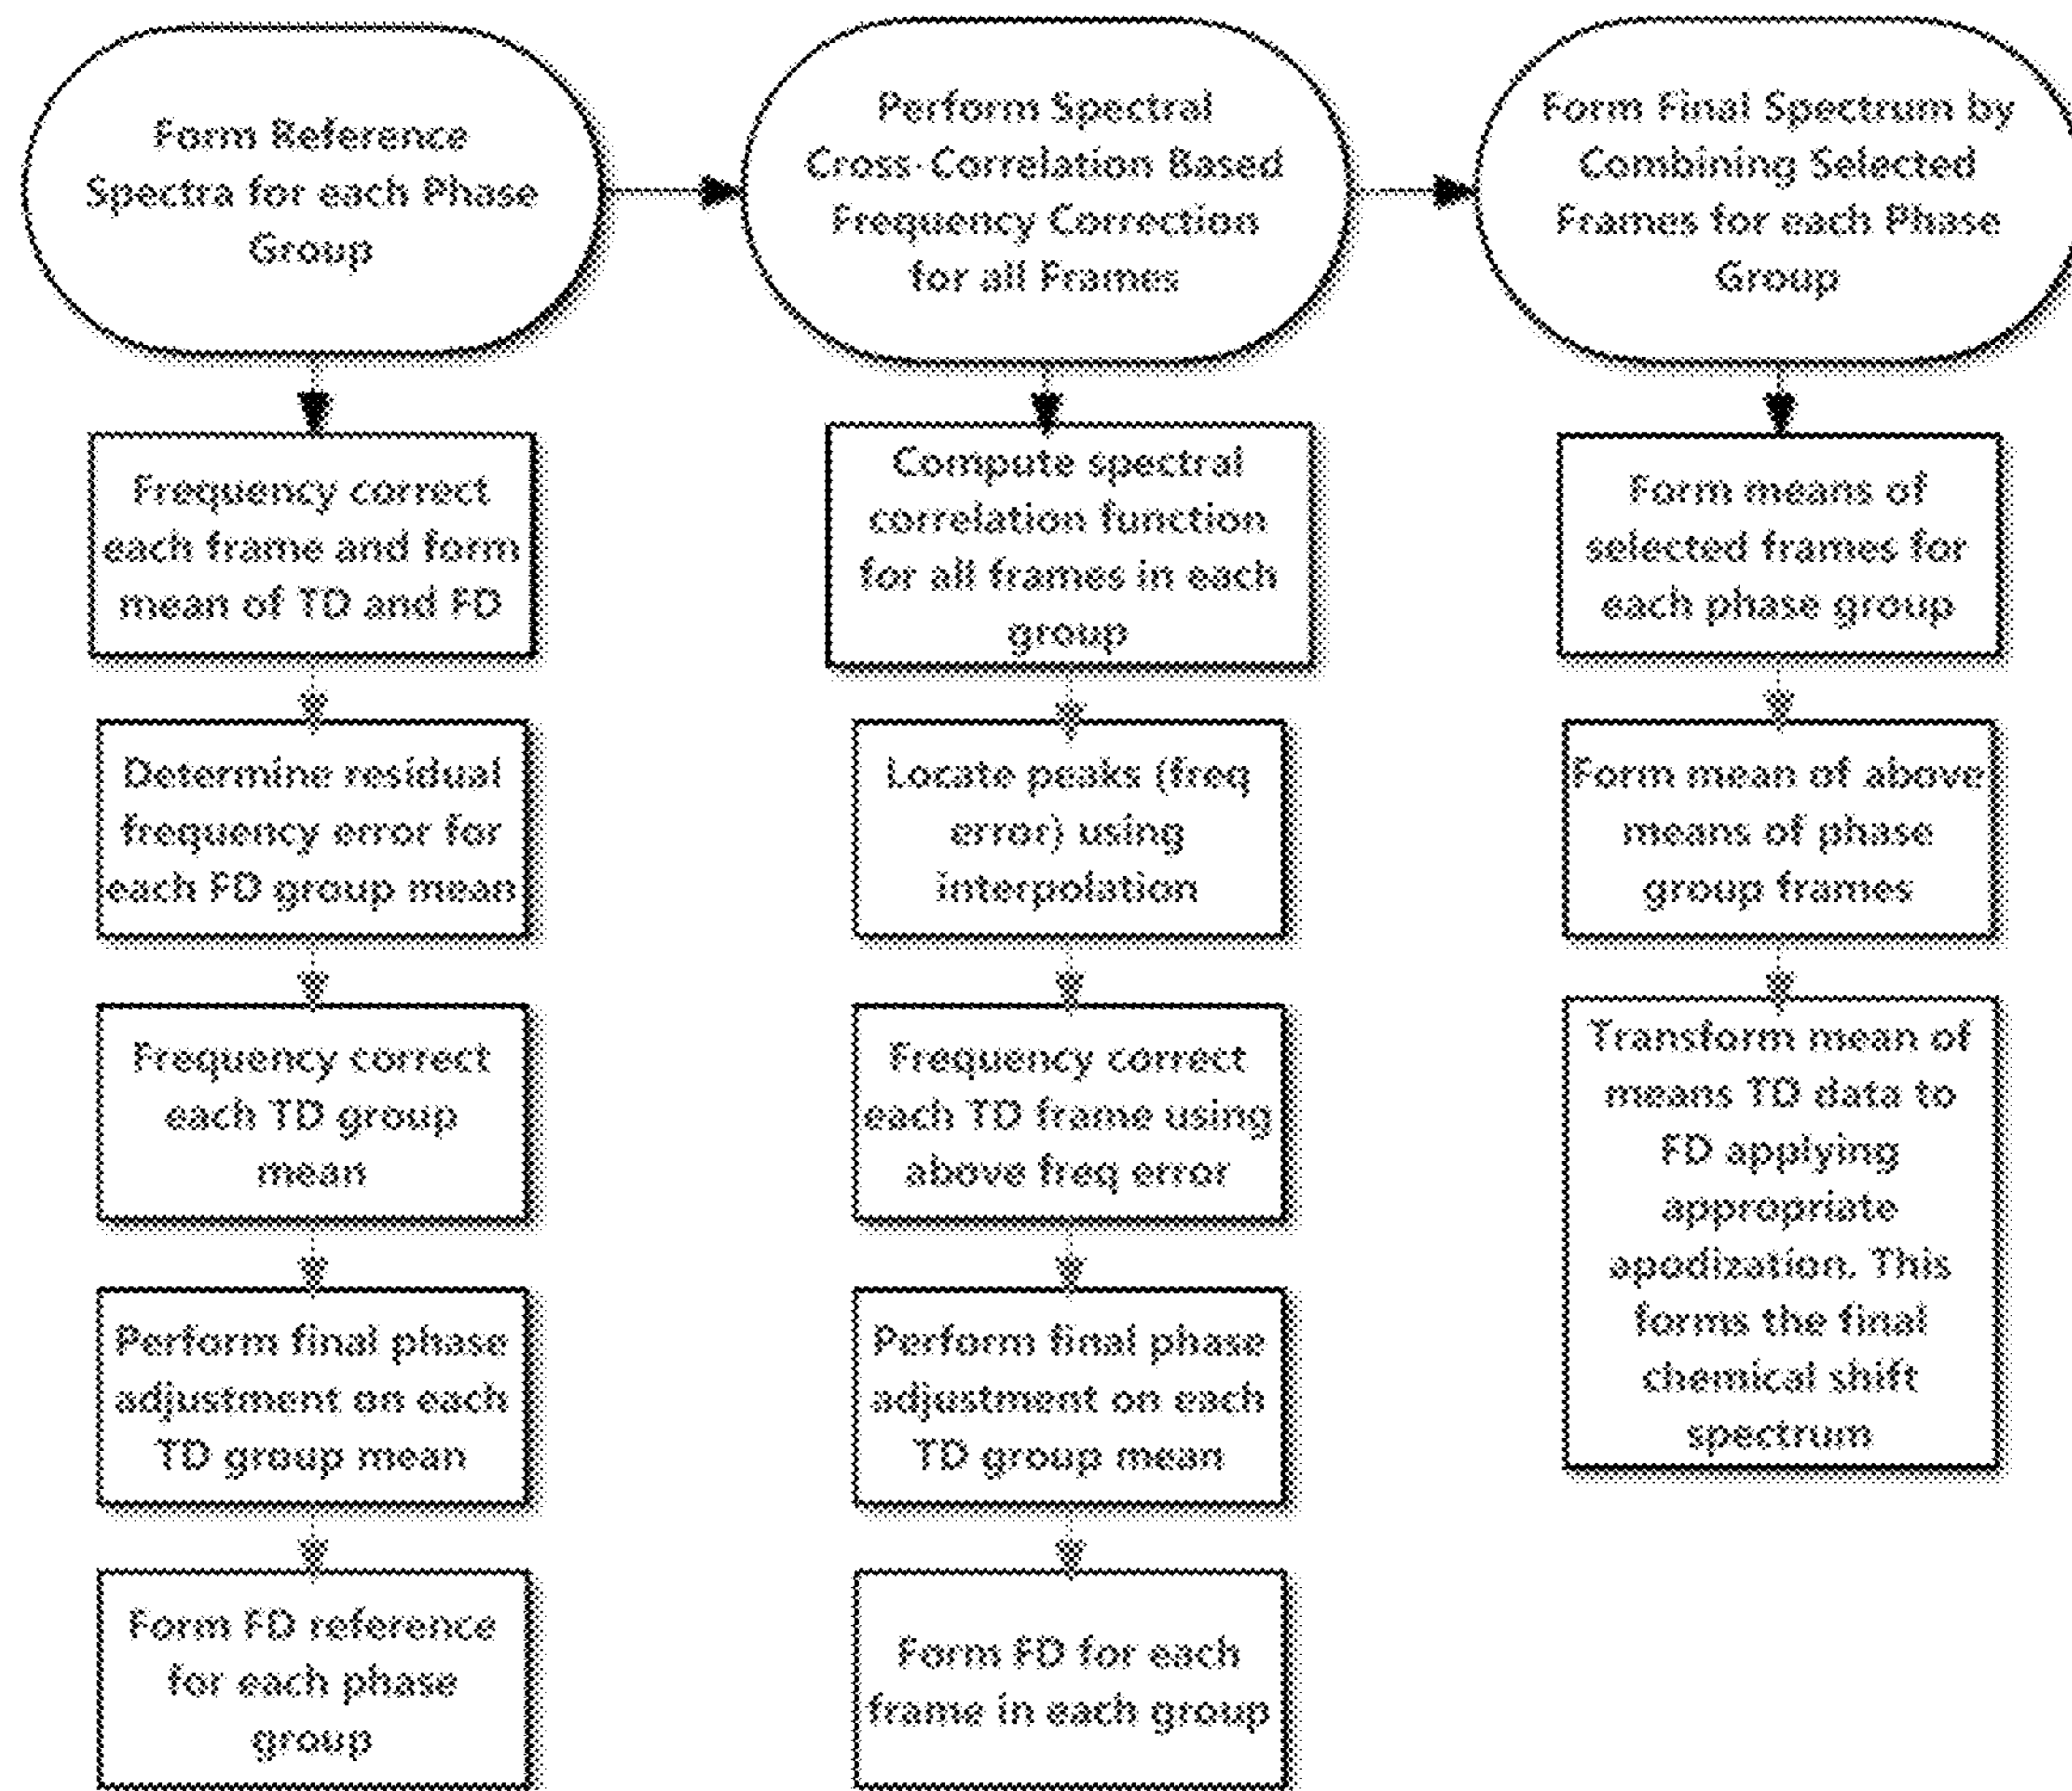 Form Reference
Spectra for each Phase
Group
Perform Spectral
Cross-Correlation Based
Frequency Correction
for all Frames
Form Final Spectrum by
Combining Selected
Frames for each Phase
Group
Frequency correct
each frame and form
mean of TD and FD
Determine residual
frequency error for
each FD group mean
Frequency correct
each TD group
mean
Perform final phase
adjustment on each
TD group mean
Form FD reference
for each phase
group
Compute spectral
correlation function
for all frames in each
group
Locate peaks (freq
error) using
interpolation
Frequency correct
each TD frame using
above freq error
Perform final phase
adjustment on each
TD group mean
Form FD for each
frame in each group
Form means of
selected frames for
each phase group
Form mean of above
means of phase
group frames
Transform mean of
means TD data to
FD applying
appropriate
apodization. This
forms the final
chemical shift
spectrum